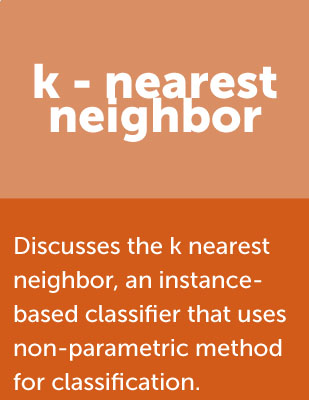 k - nearest
neighbor
Discusses the k nearest
neighbor, an instance-
based classifier that uses
non-parametric method
for classification.